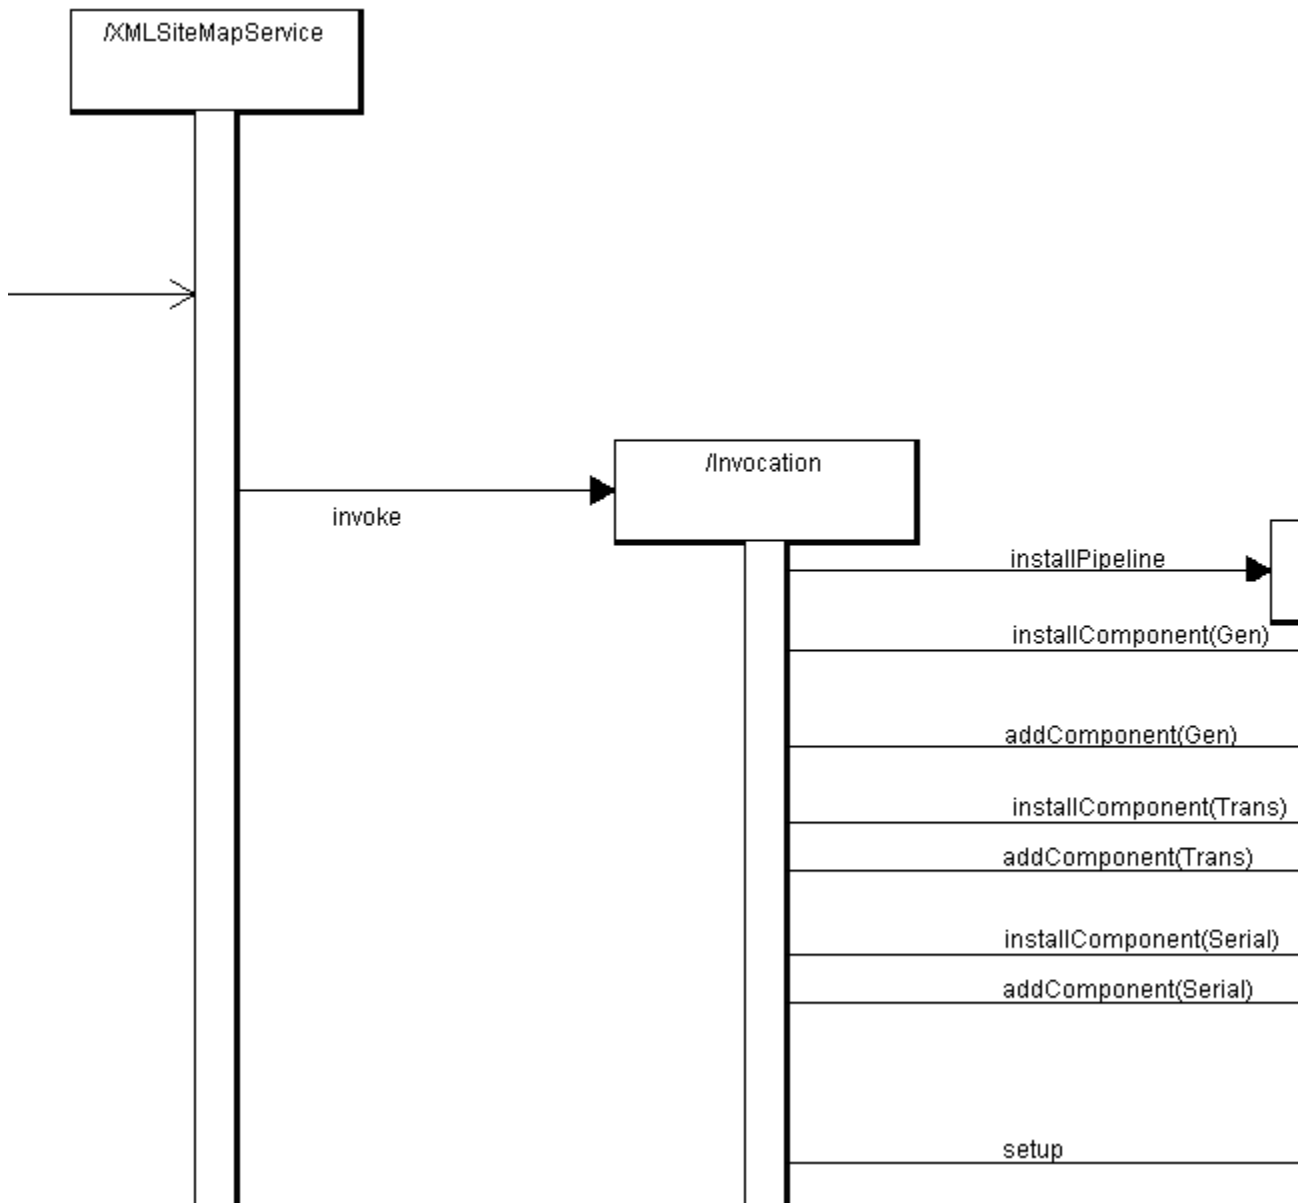 /XMLSiteMapService
/Invocation
invoke
installPipeline
installComponent(Gen)
addComponent(Gen)
installComponent(Trans)
addComponent(Trans)
installComponent(Serial)
addComponent(Serial)
setup